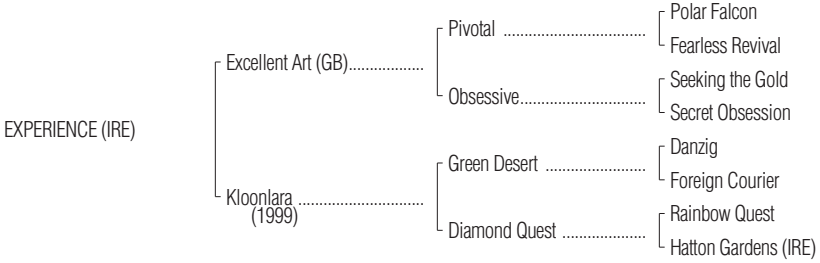 Polar Falcon
Pivotal ..................................
Fearless Revival
Excellent Art (GB)..................
Seeking the Gold
Obsessive..............................
Secret Obsession
EXPERIENCE (IRE)
Danzig
Green Desert ........................
Foreign Courier
Kloonlara ..............................
(1999)
Rainbow Quest
Diamond Quest ....................
Hatton Gardens (IRE)